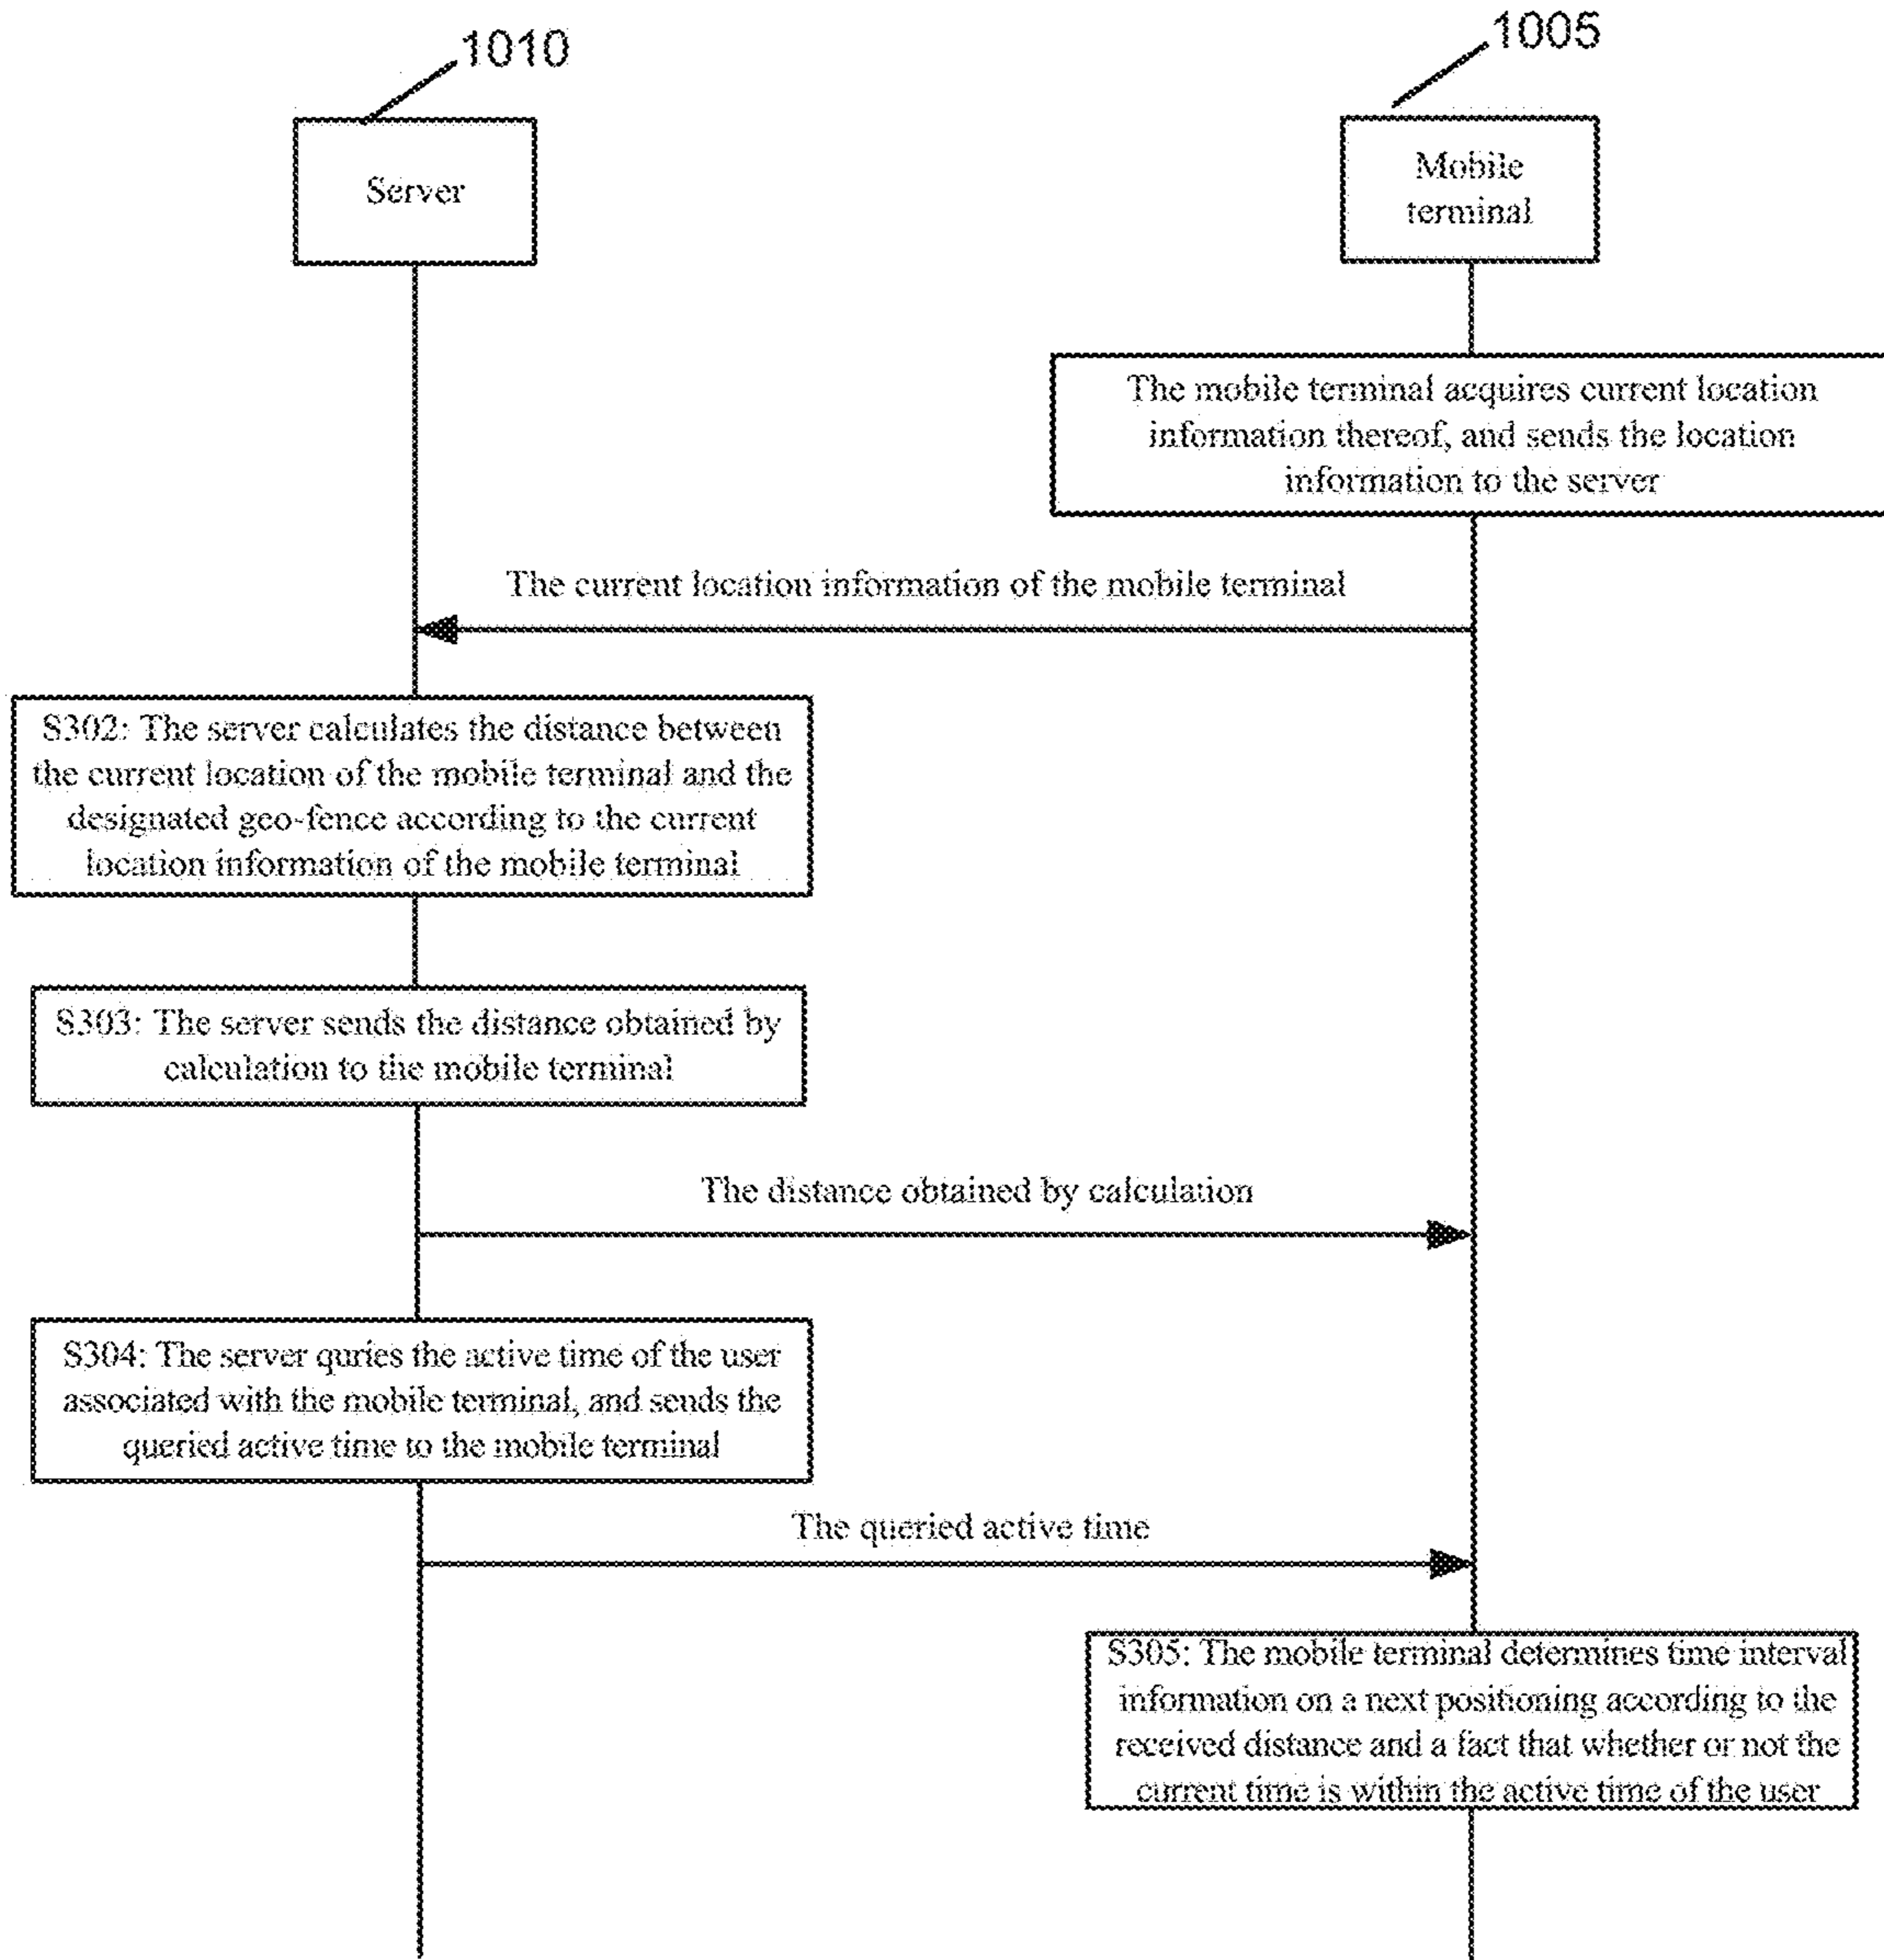 1010
1005
Server
Mobile
terminal
The mobile terminal acquires current location
information thereof, and sends the location
information to the server
The current location information of the mobile terminal
S302: The server calculates the distance between
the current location of the mobile terminal and the
designated geo-fence according to the current
location information of the mobile terminal
S303: The server sends the distance obtained by
calculation to the mobile terminal
The distance obtained by calculation
S304: The server quries the active time of the user
associated with the mobile terminal, and sends the
queried active time to the mobile terminal
The queried active time
S305: The mobile terminal determines time interval
information on a next positioning according to the
received distance and a fact that whether or not the
current time is within the active time of the user